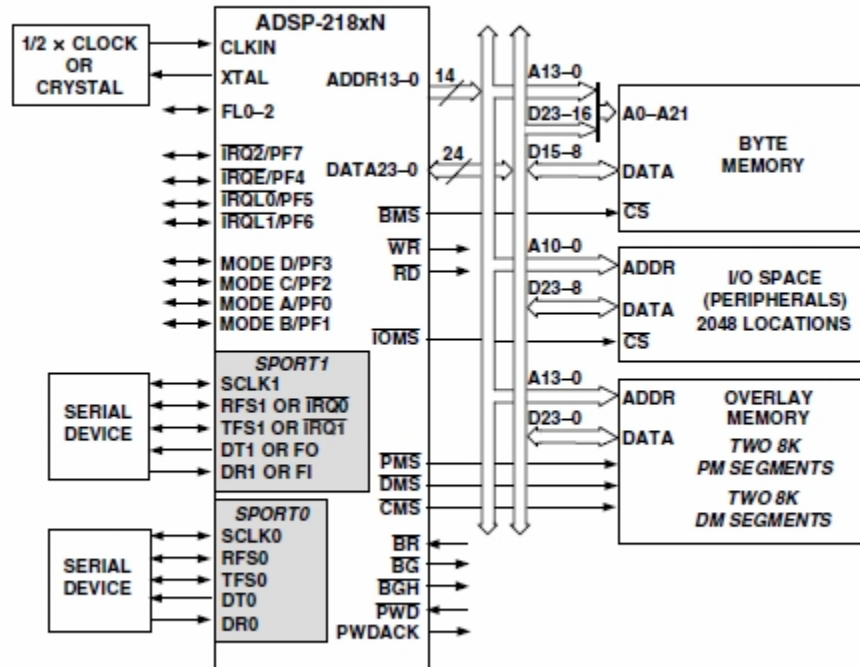 ADSP-218xN
1/2 × CLOCK
OR
CRYSTAL
CLKIN
XTAL
FL0–2
IRQ2/PF7
IRQE/PF4
IRQL0/PF5
IRQL1/PF6
MODE D/PF3
MODE C/PF2
MODE A/PF0
MODE B/PF1
SERIAL
DEVICE
SPORT1
SCLK1
RFS1 OR IRQ0
TFS1 OR IRQ1
DT1 OR FO
DR1 OR FI
SERIAL
DEVICE
SPORT0
SCLK0
RFS0
TFS0
DT0
DR0
ADDR13–0
14
DATA23–0
24
BMS
WR
RD
IOMS
PMS
DMS
CMS
BR
BG
BGH
PWD
PWDACK
A13–0
D23–16
D15–8
A0–A21
DATA
CS
BYTE
MEMORY
A10–0
D23–8
ADDR
DATA
CS
I/O SPACE
(PERIPHERALS)
2048 LOCATIONS
A13–0
D23–0
ADDR
DATA
OVERLAY
MEMORY
TWO 8K
PM SEGMENTS
TWO 8K
DM SEGMENTS